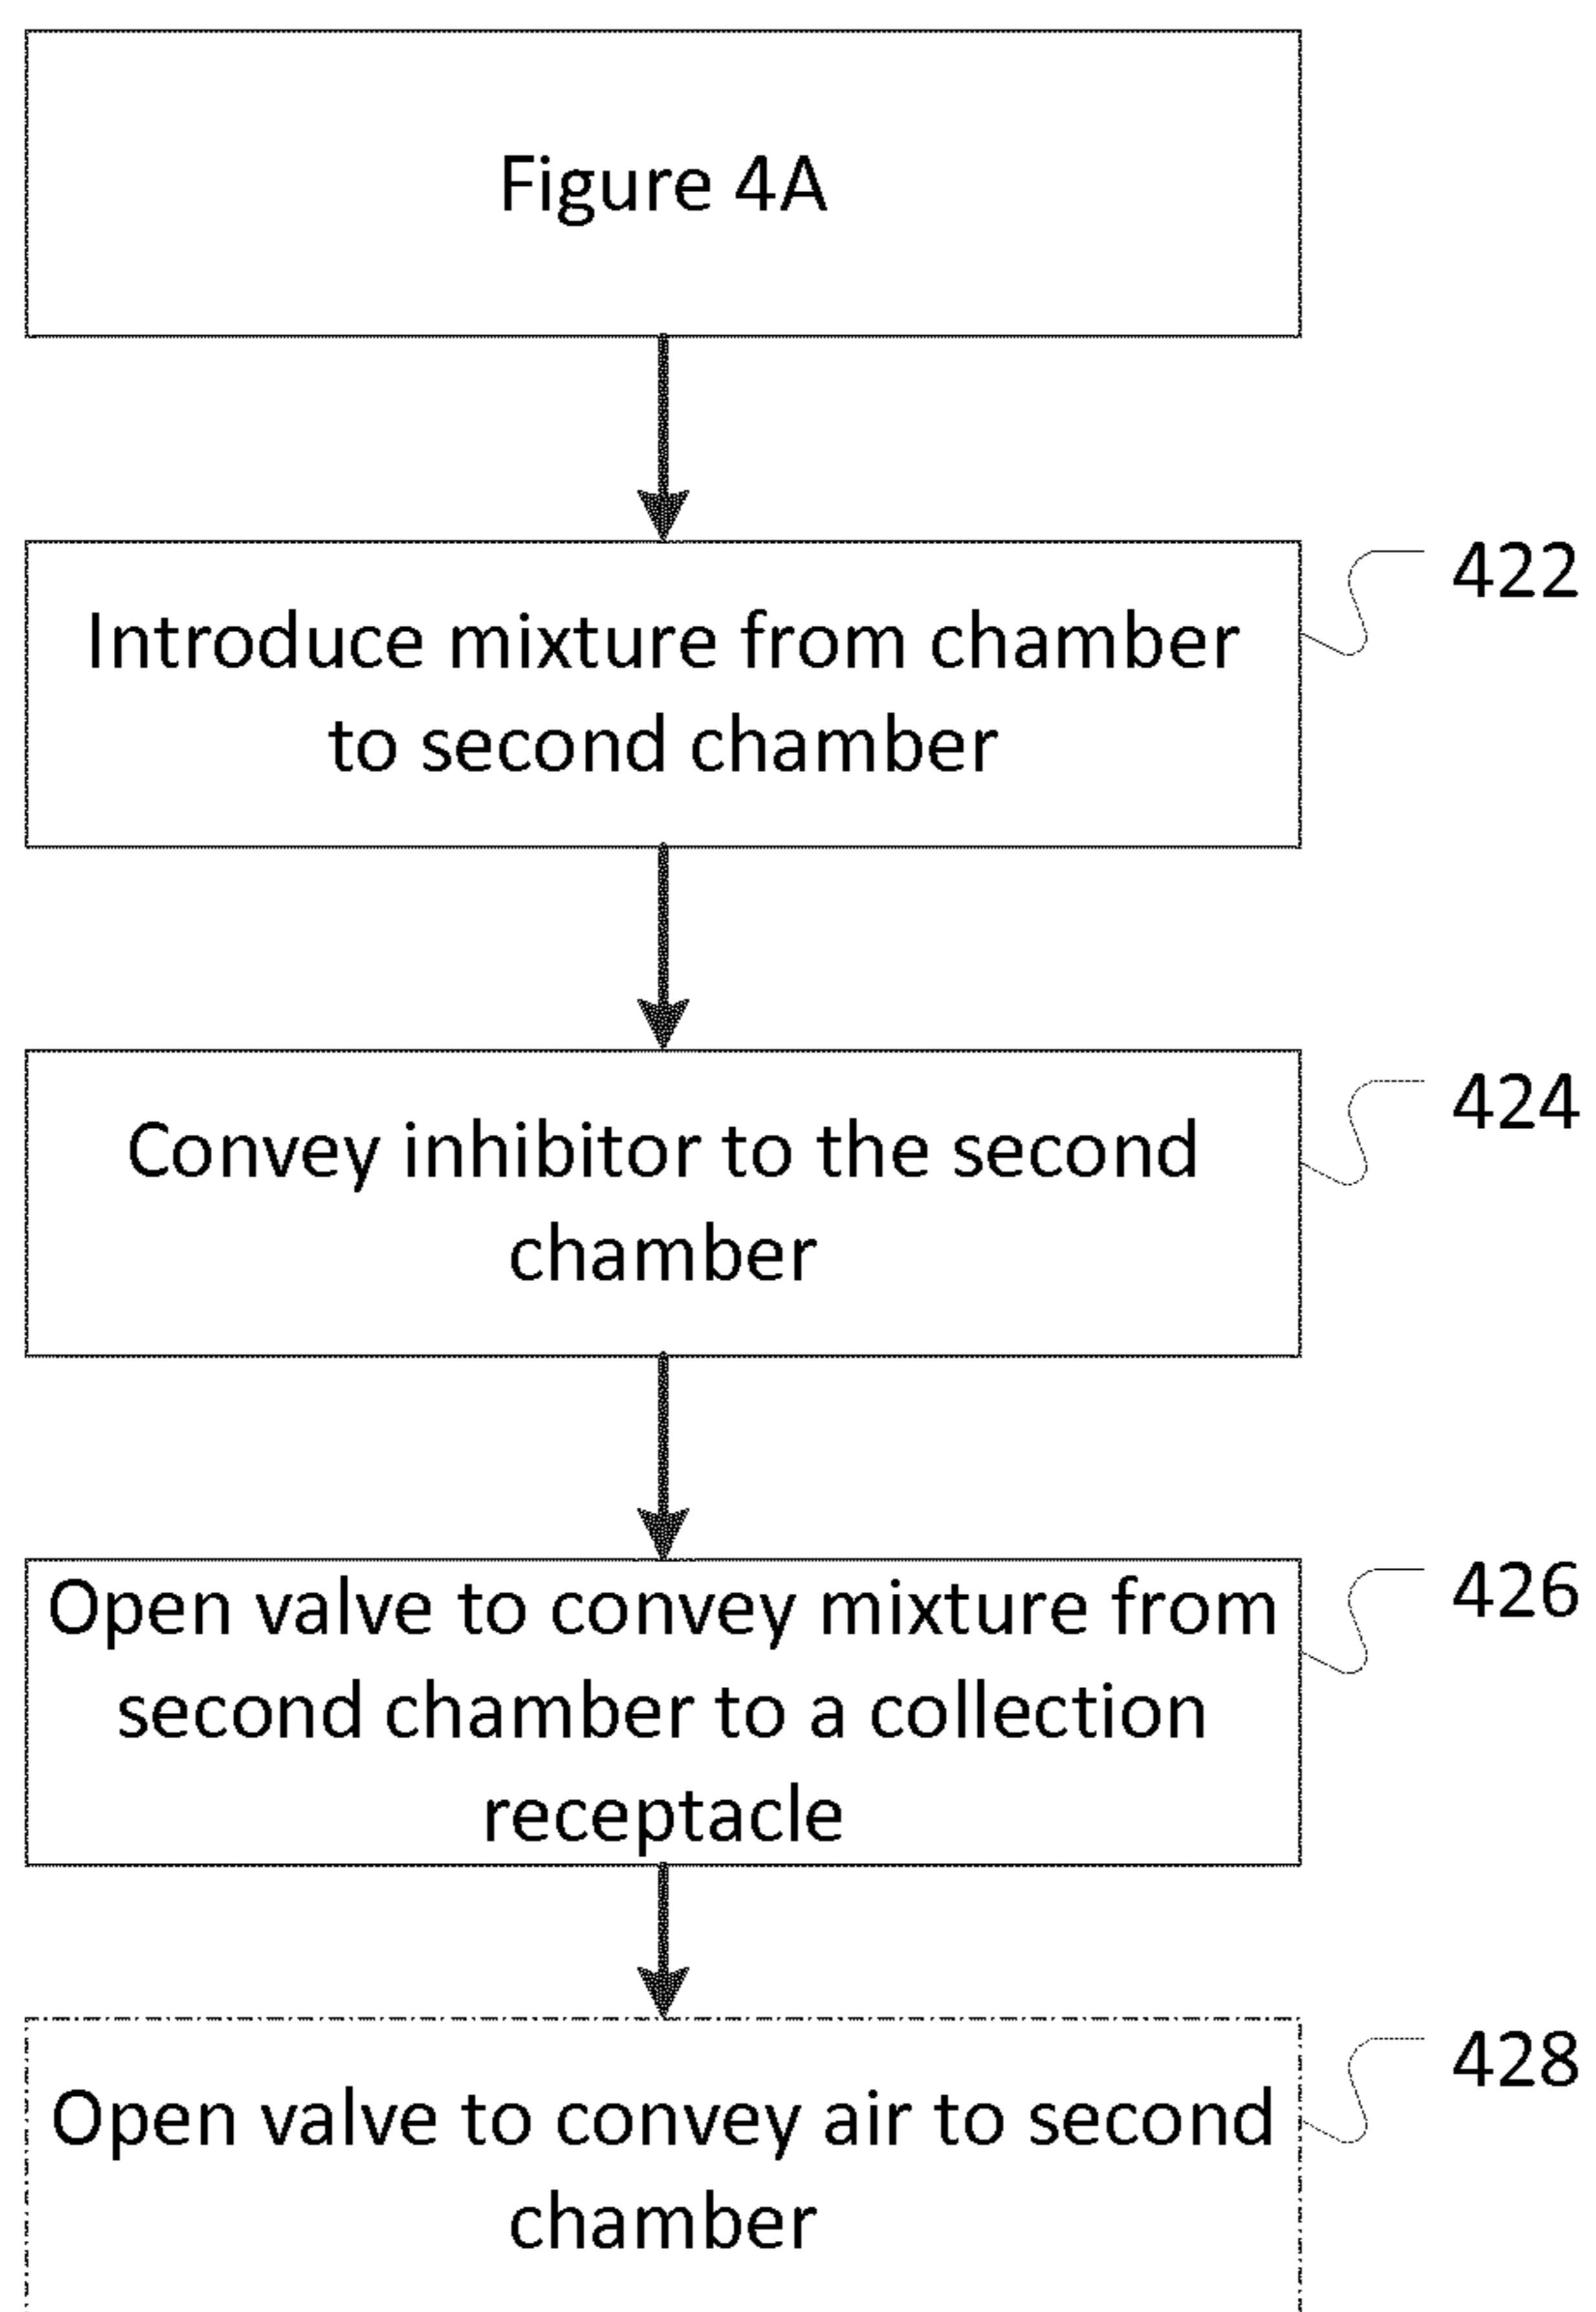 Figure 4A
Introduce mixture from chamber
to second chamber
422
Convey inhibitor to the second
chamber
424
Open valve to convey mixture from
second chamber to a collection
receptacle
426
Open valve to convey air to second
chamber
428